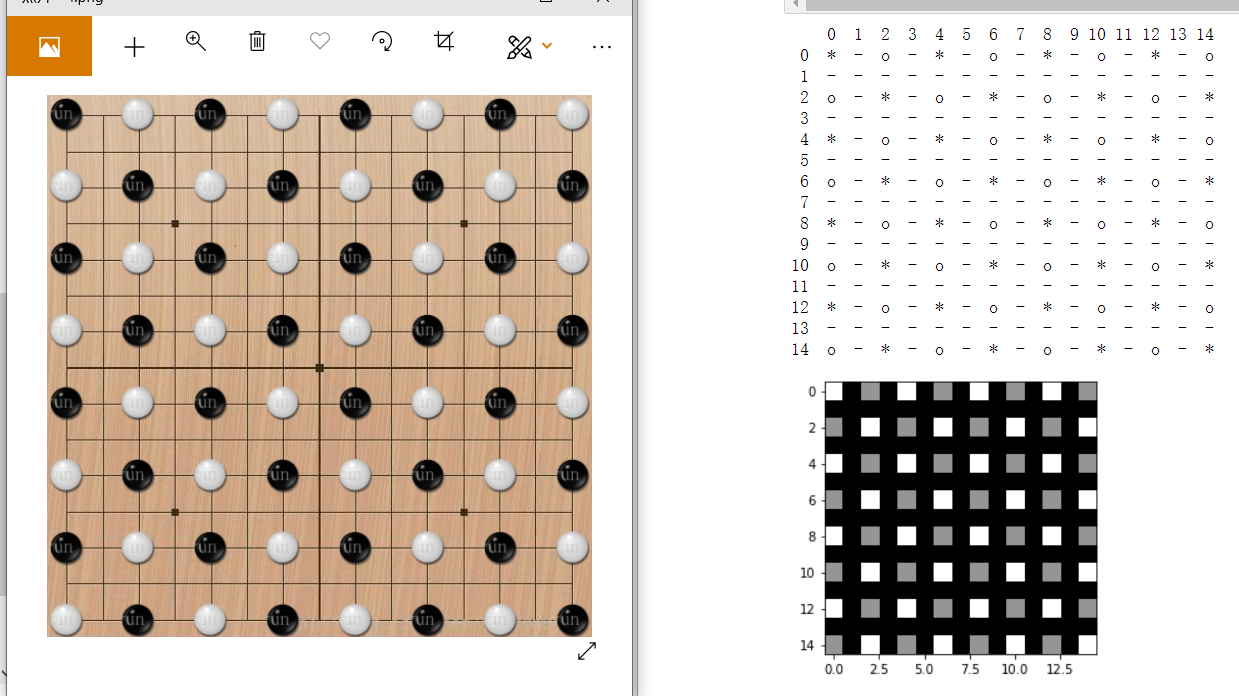 0 1 2 3 4 5 6 7 8 9 10 11 12 13 14
0 * - o - * - o - * - o - * - o
1 - - - - - - - - - - - - - - -
2 o - * - o - * - o - * - o - *
3 - - - - - - - - - - - - - - -
4 * - o - * - o - * - o - * - o
5 - - - - - - - - - - - - - - -
6 o - * - o - * - o - * - o - *
7 - - - - - - - - - - - - - - -
8 * - o - * - o - * - o - * - o
9 - - - - - - - - - - - - - - -
10 o - * - o - * - o - * - o - *
11 - - - - - - - - - - - - - - -
12 * - o - * - o - * - o - * - o
13 - - - - - - - - - - - - - - -
14 o - * - o - * - o - * - o - *
0
2
4
6
8
10
12
14
0.0 2.5 5.0 7.5 10.0 12.5